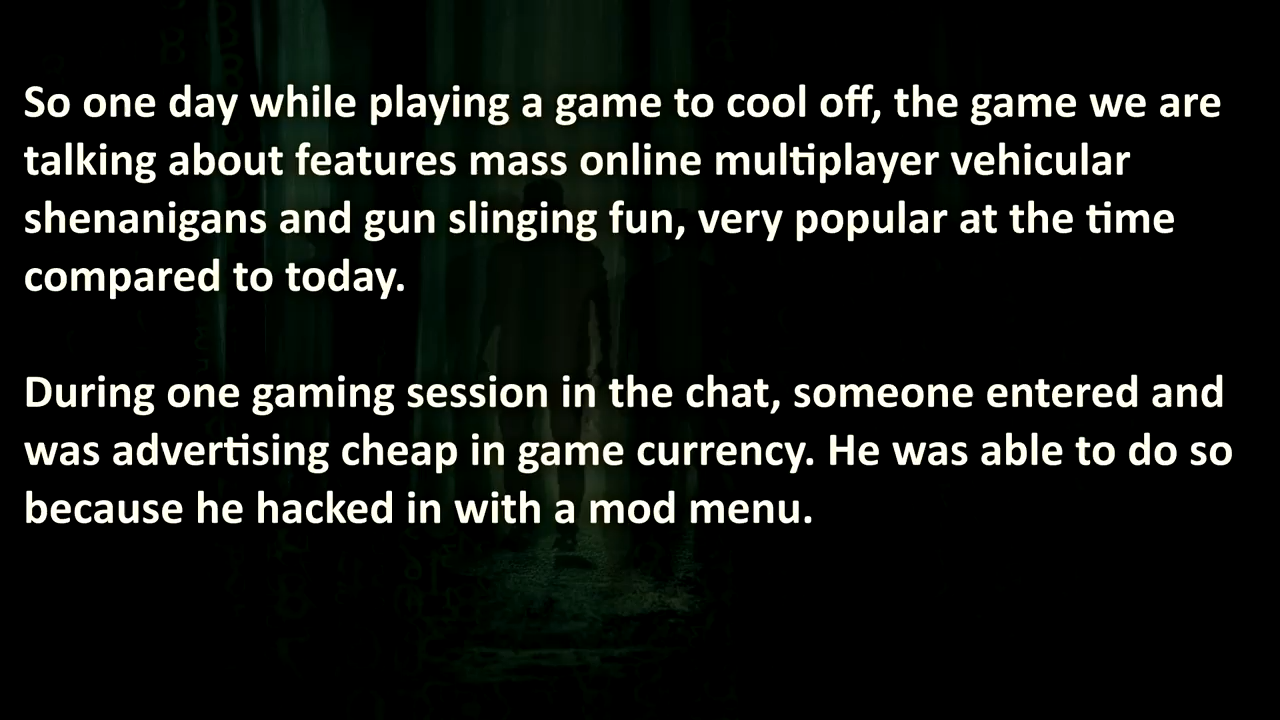 So one day while playing a game to cool off, the game we are
talking about features mass online multiplayer vehicular
shenanigans and gun slinging fun, very popular at the time
compared to today.
During one gaming session in the chat, someone entered and
was advertising cheap in game currency. He was able to do so
because he hacked in with a mod menu.